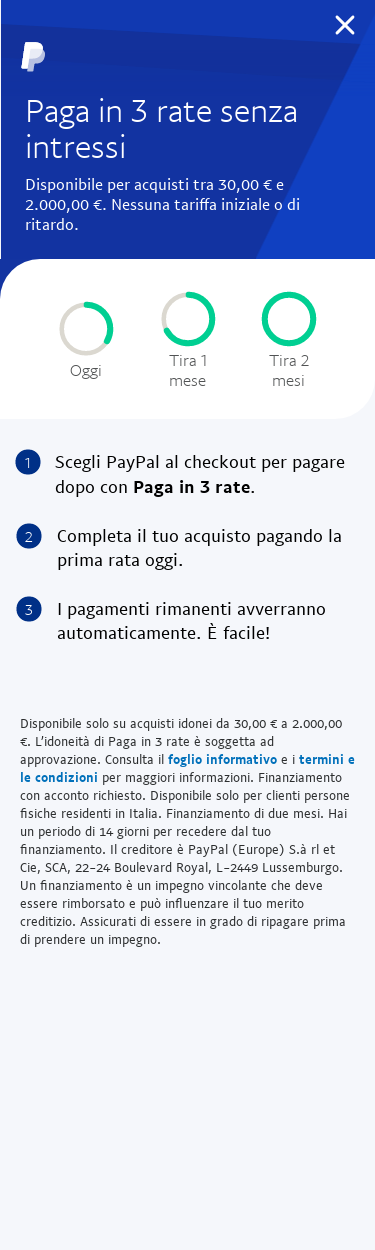 Paga in 3 rate senza
intressi
Disponibile per acquisti tra 30,00 € e
2.000,00 €. Nessuna tariffa iniziale o di
ritardo.
Oggi
Tira 1
mese
Tira 2
mesi
1 Scegli PayPal al checkout per pagare
dopo con Paga in 3 rate.
2 Completa il tuo acquisto pagando la
prima rata oggi.
3 I pagamenti rimanenti avverranno
automaticamente. È facile!
Disponibile solo su acquisti idonei da 30,00 € a 2.000,00
€. L'idoneità di Paga in 3 rate è soggetta ad
approvazione. Consulta il foglio informativo e i termini e
le condizioni per maggiori informazioni. Finanziamento
con acconto richiesto. Disponibile solo per clienti persone
fisiche residenti in Italia. Finanziamento di due mesi. Hai
un periodo di 14 giorni per recedere dal tuo
finanziamento. Il creditore è PayPal (Europe) S.à rl et
Cie, SCA, 22-24 Boulevard Royal, L-2449 Lussemburgo.
Un finanziamento è un impegno vincolante che deve
essere rimborsato e può influenzare il tuo merito
creditizio. Assicurati di essere in grado di ripagare prima
di prendere un impegno.